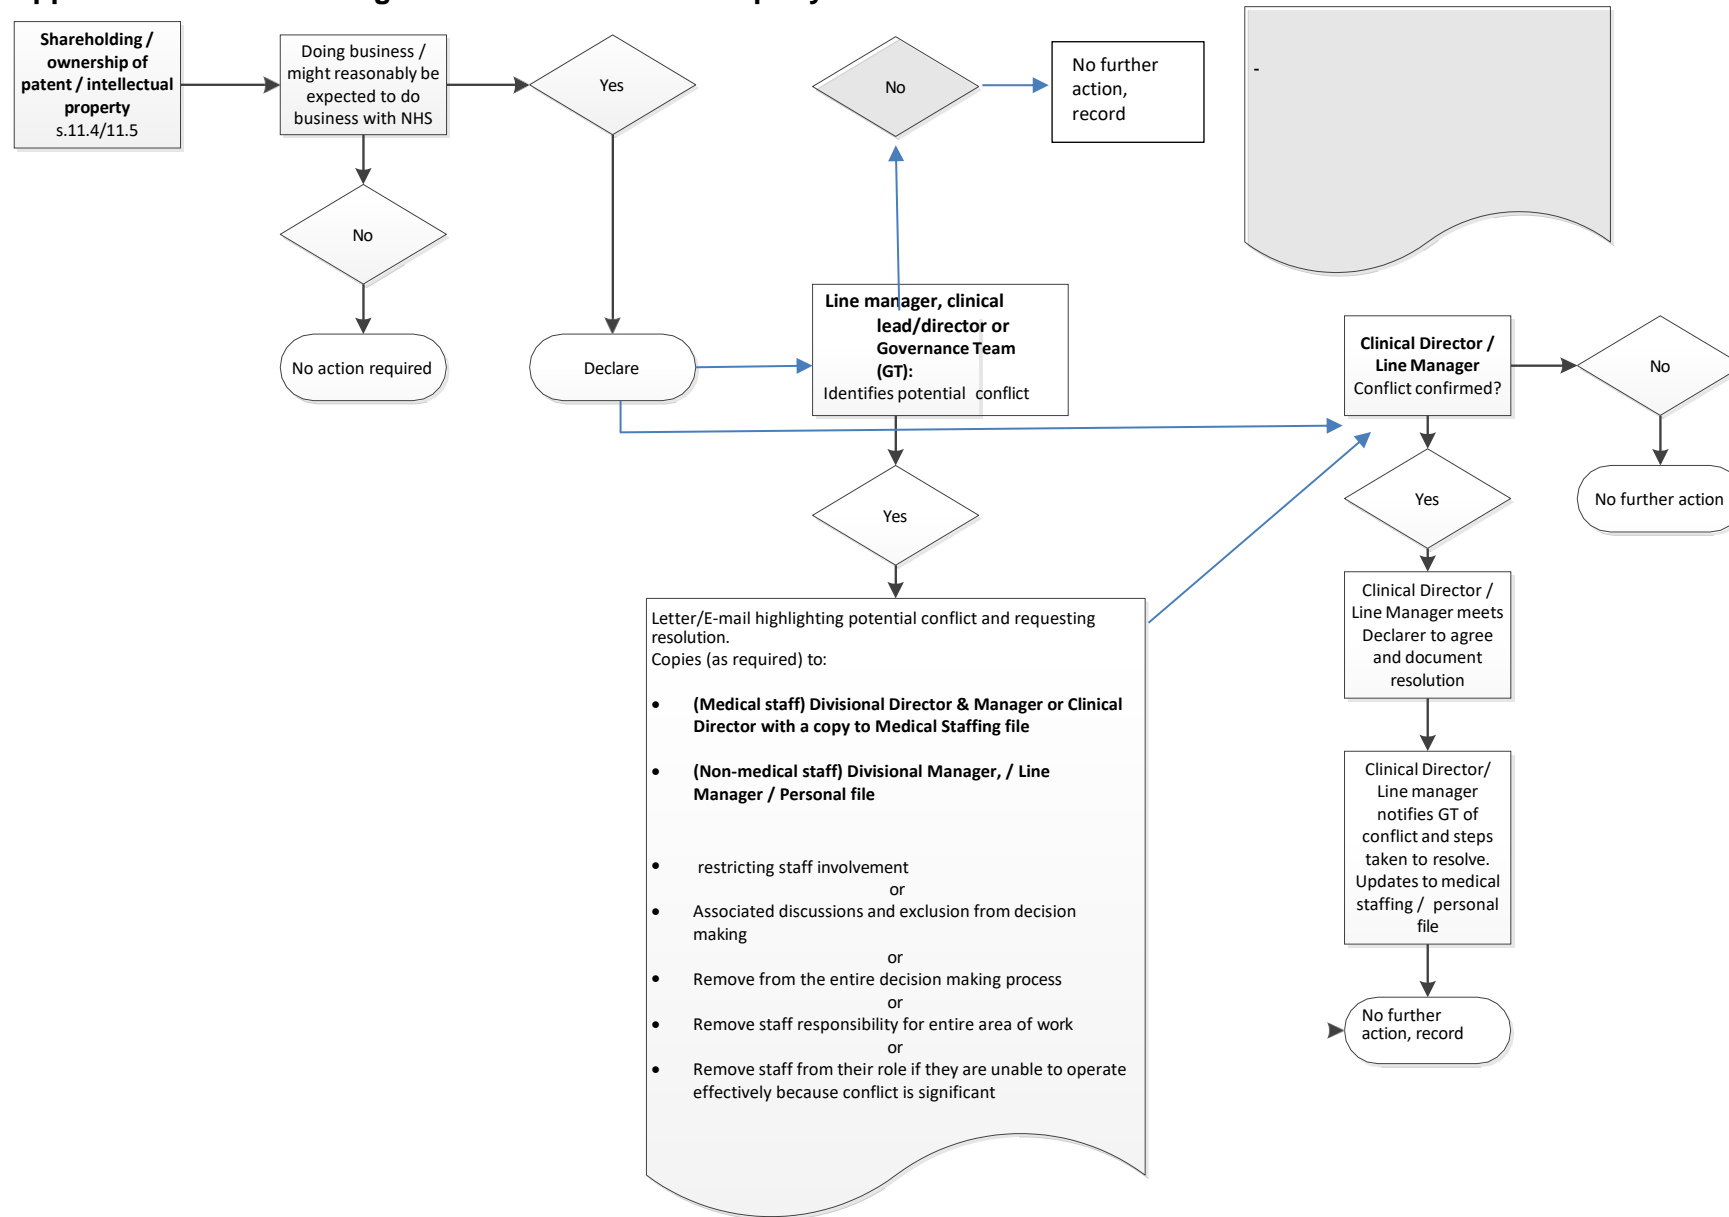 Shareholding /
ownership of
patent / intellectual
property
s.11.4/11.5
Doing business /
might reasonably be
expected to do
business with NHS
Yes
No
No further
action,
record
-
No
No action required
Declare
Line manager, clinical
lead/director or
Governance Team
(GT):
Identifies potential conflict
Clinical Director /
Line Manager
Conflict confirmed?
No
Yes
No further action
Yes
Letter/E-mail highlighting potential conflict and requesting
resolution.
Copies (as required) to:
• (Medical staff) Divisional Director & Manager or Clinical
Director with a copy to Medical Staffing file
• (Non-medical staff) Divisional Manager, / Line
Manager / Personal file
• restricting staff involvement
or
• Associated discussions and exclusion from decision
making
or
• Remove from the entire decision making process
or
• Remove staff responsibility for entire area of work
or
• Remove staff from their role if they are unable to operate
effectively because conflict is significant
Clinical Director /
Line Manager meets
Declarer to agree
and document
resolution
Clinical Director/
Line manager
notifies GT of
conflict and steps
taken to resolve.
Updates to medical
staffing / personal
file
No further
action, record